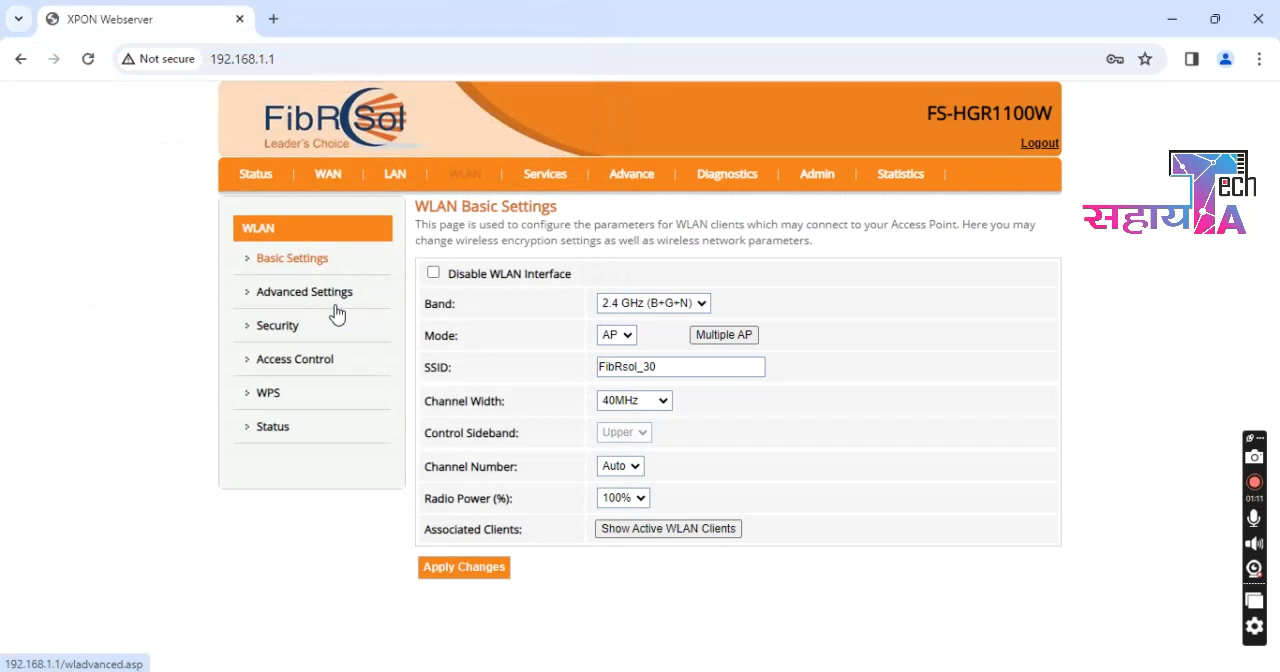 XPON Webserver
Not secure
192.168.1.1
FibRSol
Leader's Choice
FS-HGR1100W
Logout
Status
WAN
LAN
WLAN
Services
Advance
Diagnostics
Admin
Statistics
Tech
सहायTA
WLAN
Basic Settings
Advanced Settings
Security
Access Control
WPS
Status
WLAN Basic Settings
This page is used to configure the parameters for WLAN clients which may connect to your Access Point. Here you may
change wireless encryption settings as well as wireless network parameters.
Disable WLAN Interface
Band: 2.4 GHz (B+G+N)
Mode: AP Multiple AP
SSID: FibRsol_30
Channel Width: 40MHz
Control Sideband: Upper
Channel Number: Auto
Radio Power (%): 100%
Associated Clients: Show Active WLAN Clients
Apply Changes
01:11
192.168.1.1/wladvanced.asp